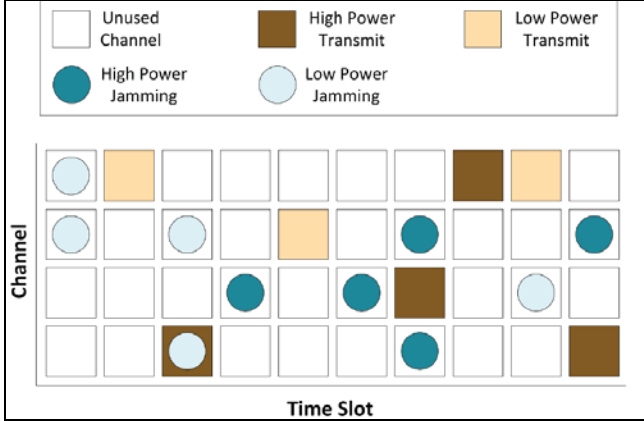 Unused
Channel
High Power
Transmit
Low Power
Transmit
High Power
Jamming
Low Power
Jamming
Channel
Time Slot